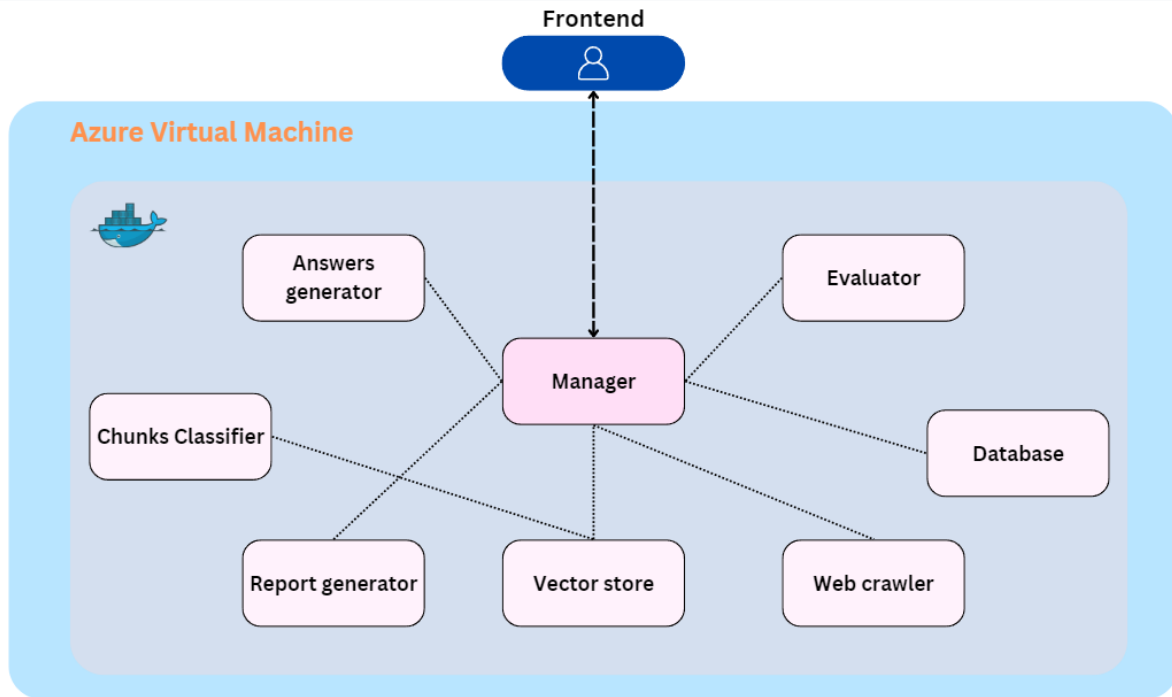 Frontend
Azure Virtual Machine
Answers
generator
Evaluator
Manager
Chunks Classifier
Database
Report generator
Vector store
Web crawler